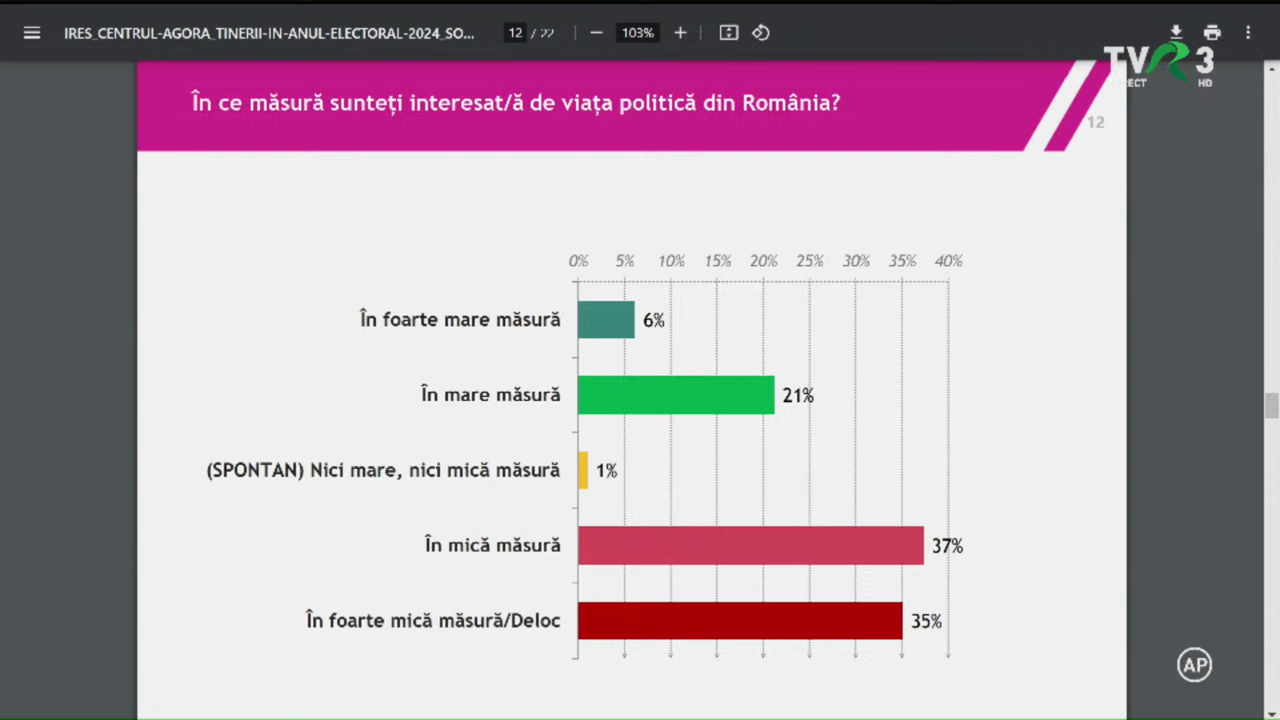 IRES_CENTRUL-AGORA_TINERII-IN-ANUL-ELECTORAL-2024_SO...
12 / 22
103%
TVR 3
HD
În ce măsură sunteți interesat/ă de viața politică din România?
12
0% 5% 10% 15% 20% 25% 30% 35% 40%
În foarte mare măsură 6%
În mare măsură 21%
(SPONTAN) Nici mare, nici mică măsură 1%
În mică măsură 37%
În foarte mică măsură/Deloc 35%
AP